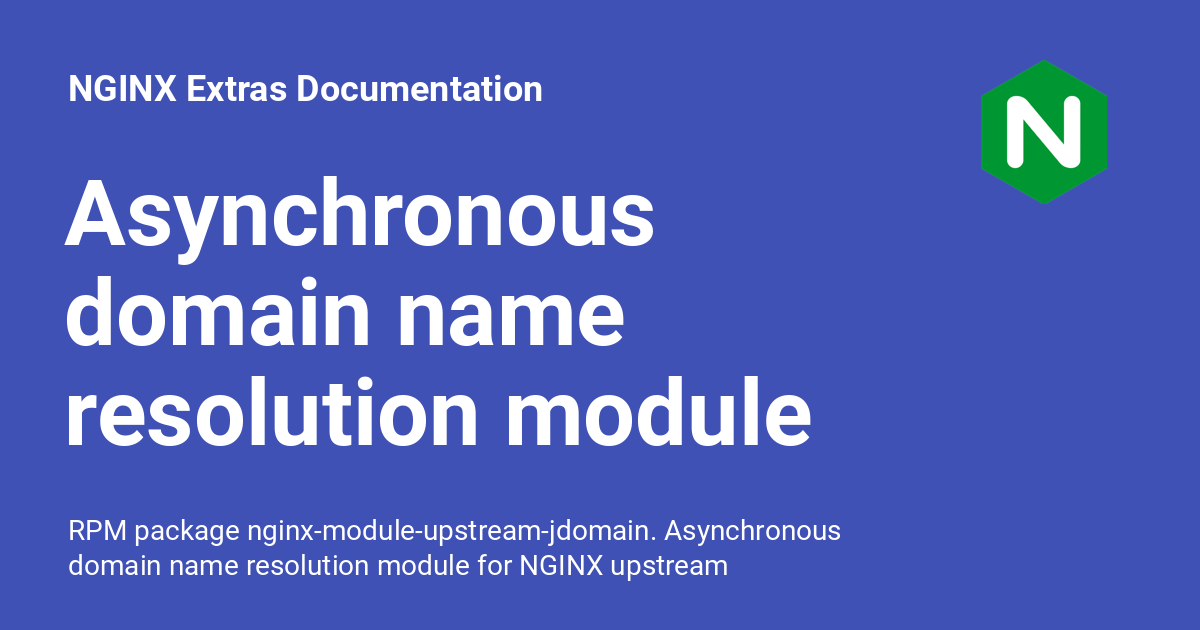 NGINX Extras Documentation
N
Asynchronous
domain name
resolution module
RPM package nginx-module-upstream-jdomain. Asynchronous
domain name resolution module for NGINX upstream